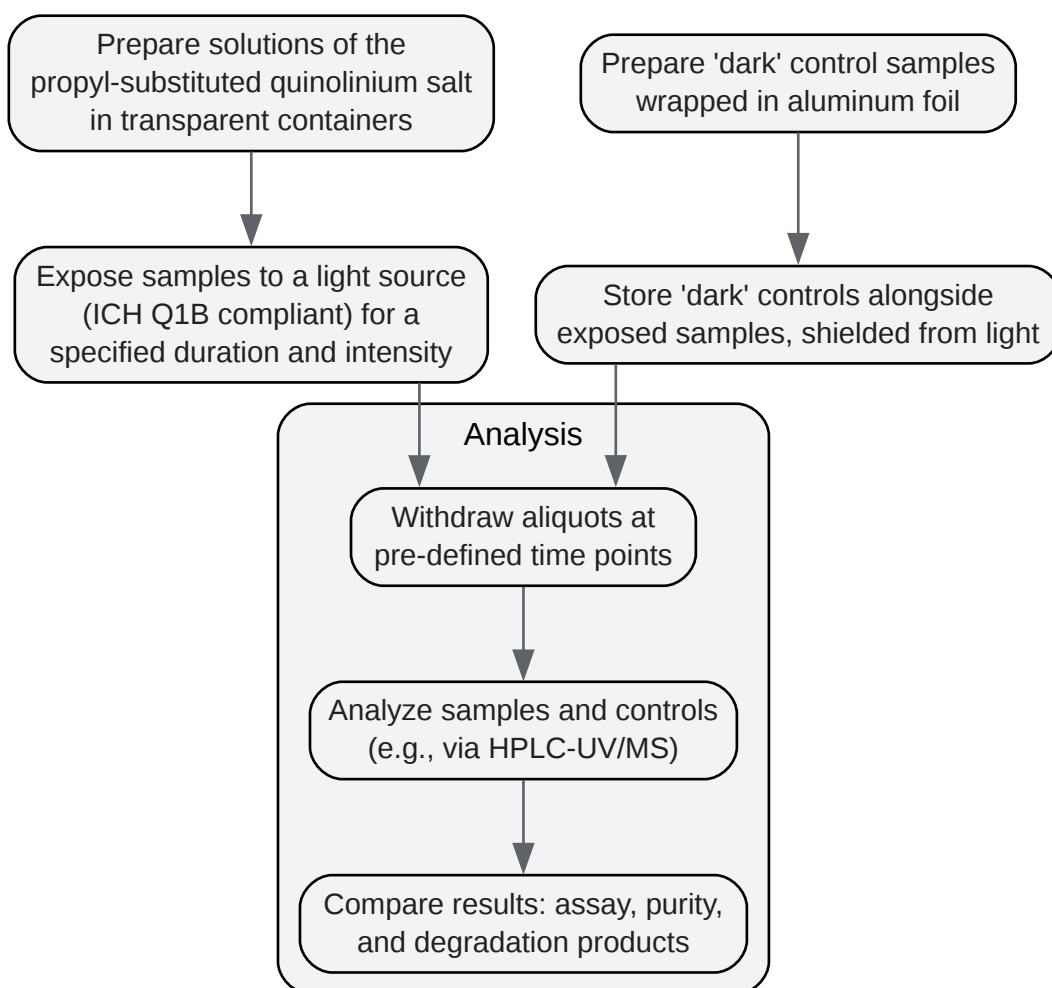 Prepare solutions of the
propyl-substituted quinolinium salt
in transparent containers
Prepare 'dark' control samples
wrapped in aluminum foil
Expose samples to a light source
(ICH Q1B compliant) for a
specified duration and intensity
Store 'dark' controls alongside
exposed samples, shielded from light
Analysis
Withdraw aliquots at
pre-defined time points
Analyze samples and controls
(e.g., via HPLC-UV/MS)
Compare results: assay, purity,
and degradation products